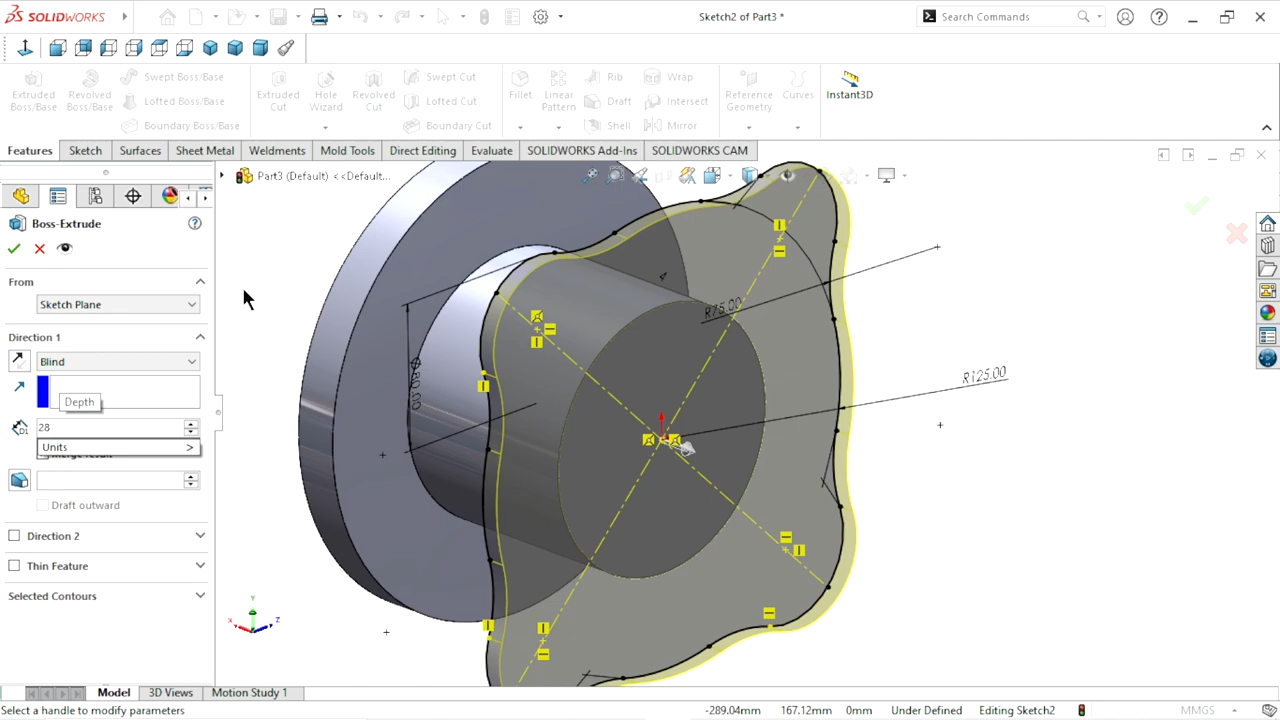 SOLIDWORKS
Sketch2 of Part3 *
Search Commands
Extruded Boss/Base
Revolved Boss/Base
Swept Boss/Base
Lofted Boss/Base
Boundary Boss/Base
Extruded Cut
Hole Wizard
Revolved Cut
Swept Cut
Lofted Cut
Boundary Cut
Fillet
Linear Pattern
Rib
Draft
Shell
Wrap
Intersect
Mirror
Reference Geometry
Curves
Instant3D
Features
Sketch
Surfaces
Sheet Metal
Weldments
Mold Tools
Direct Editing
Evaluate
SOLIDWORKS Add-Ins
SOLIDWORKS CAM
Part3 (Default) <<Default...
Boss-Extrude
From
Sketch Plane
Direction 1
Blind
Depth
28
Units >
Merge result
Draft outward
Direction 2
Thin Feature
Selected Contours
R75.00
R125.00
4
Y
X
Z
Model
3D Views
Motion Study 1
Select a handle to modify parameters
-289.04mm
167.12mm
0mm
Under Defined
Editing Sketch2
MMGS